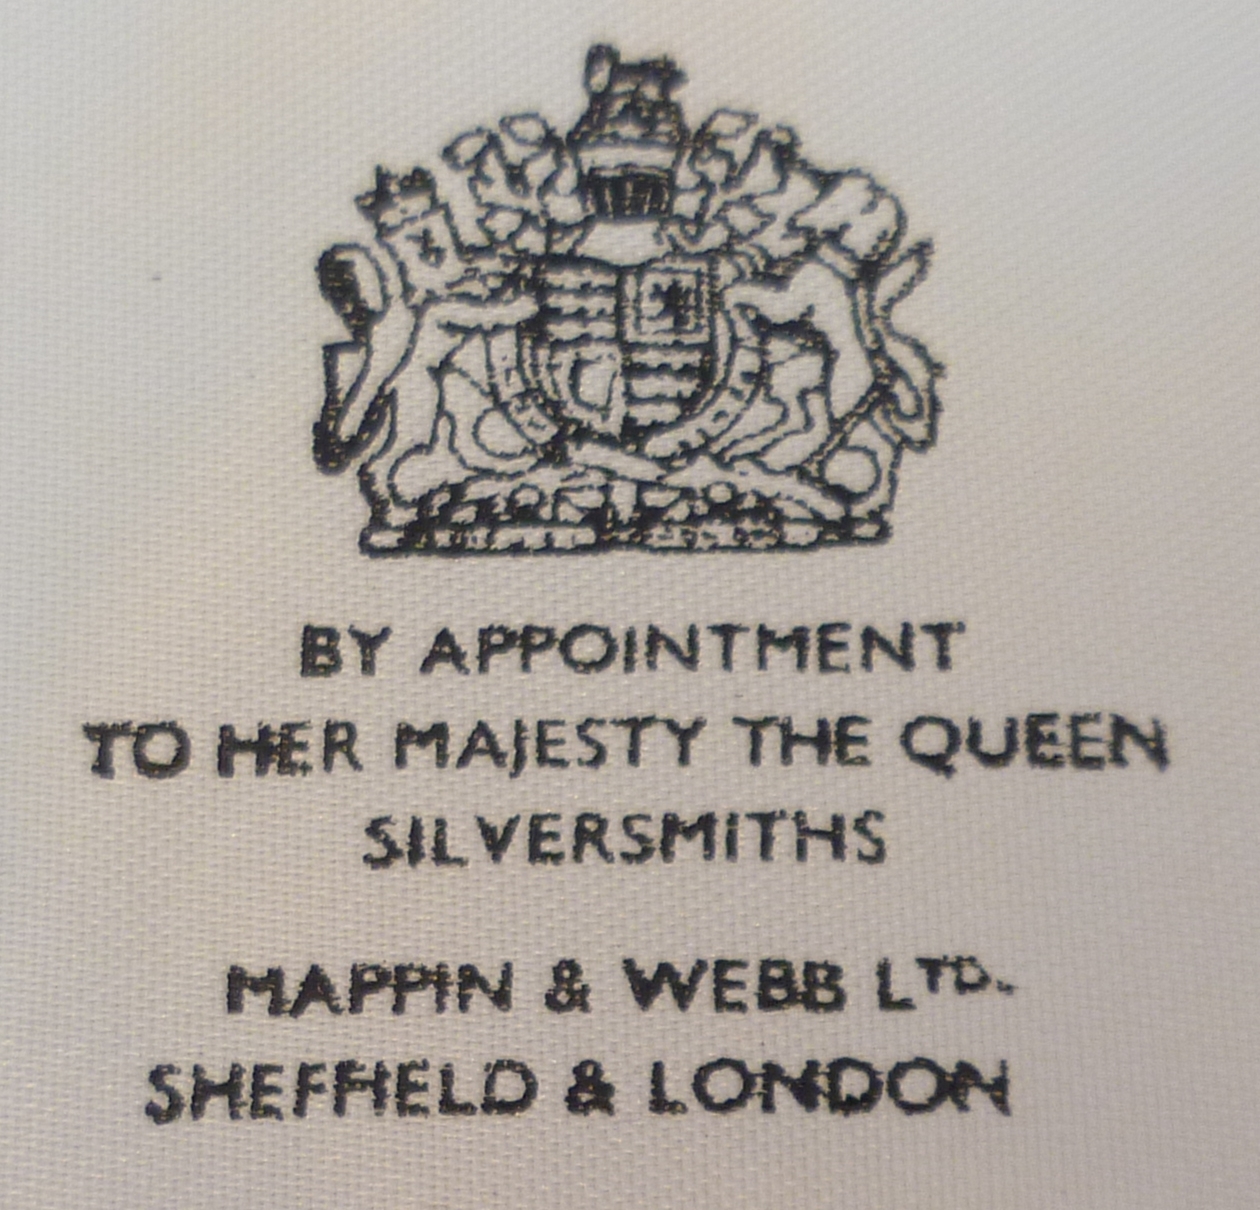 BY APPOINTMENT
TO HER MAJESTY THE QUEEN
SILVERSMITHS
MAPPIN & WEBB LTD.
SHEFFIELD & LONDON